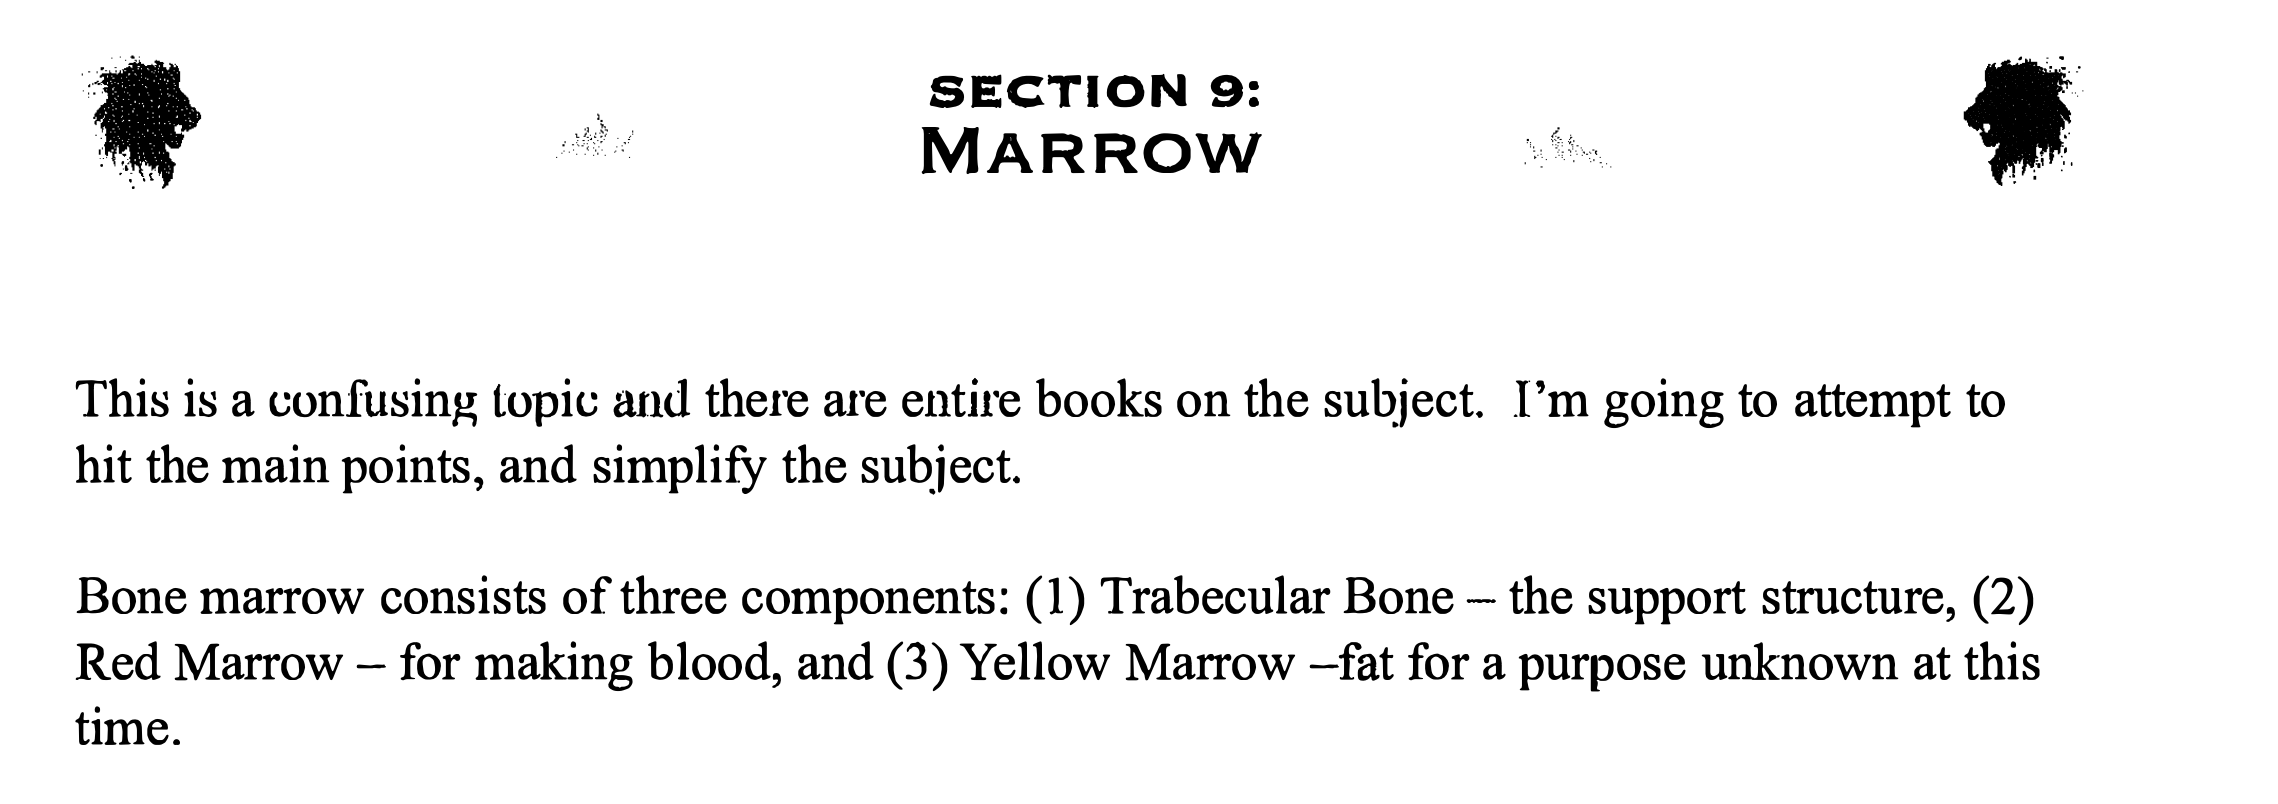 SECTION 9:
MARROW
This is a confusing topic and there are entire books on the subject.  I'm going to attempt to
hit the main points, and simplify the subject.
Bone marrow consists of three components: (1) Trabecular Bone – the support structure, (2)
Red Marrow – for making blood, and (3) Yellow Marrow –fat for a purpose unknown at this
time.